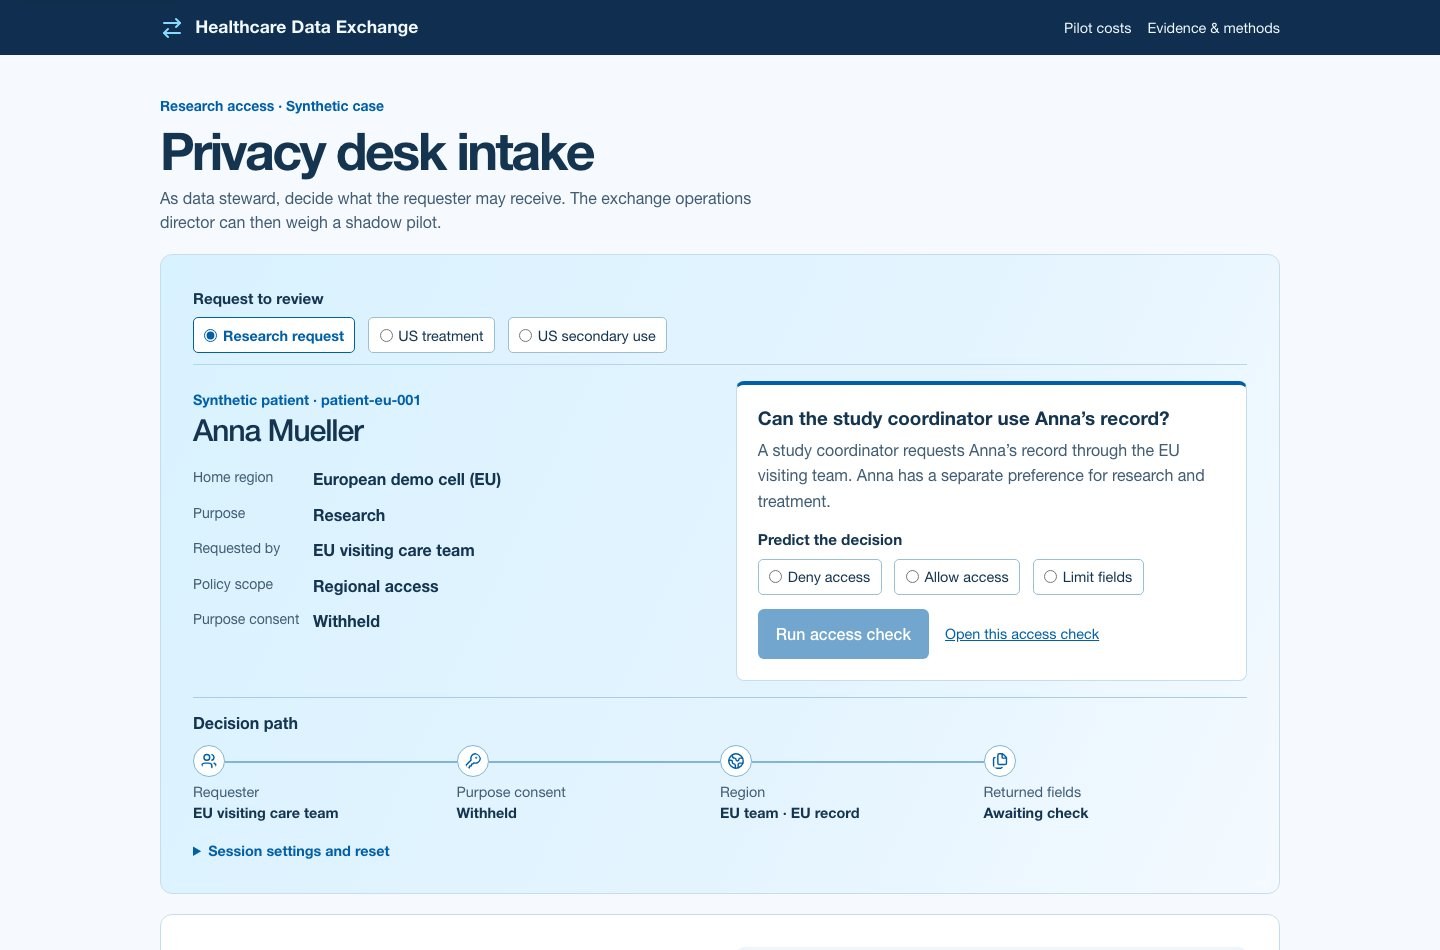 Healthcare Data Exchange
Pilot costs
Evidence & methods
Research access · Synthetic case
Privacy desk intake
As data steward, decide what the requester may receive. The exchange operations
director can then weigh a shadow pilot.
Request to review
Research request
US treatment
US secondary use
Synthetic patient · patient-eu-001
Anna Mueller
Home region
European demo cell (EU)
Purpose
Research
Requested by
EU visiting care team
Policy scope
Regional access
Purpose consent
Withheld
Can the study coordinator use Anna’s record?
A study coordinator requests Anna’s record through the EU
visiting team. Anna has a separate preference for research and
treatment.
Predict the decision
Deny access
Allow access
Limit fields
Run access check
Open this access check
Decision path
Requester
EU visiting care team
Purpose consent
Withheld
Region
EU team · EU record
Returned fields
Awaiting check
Session settings and reset